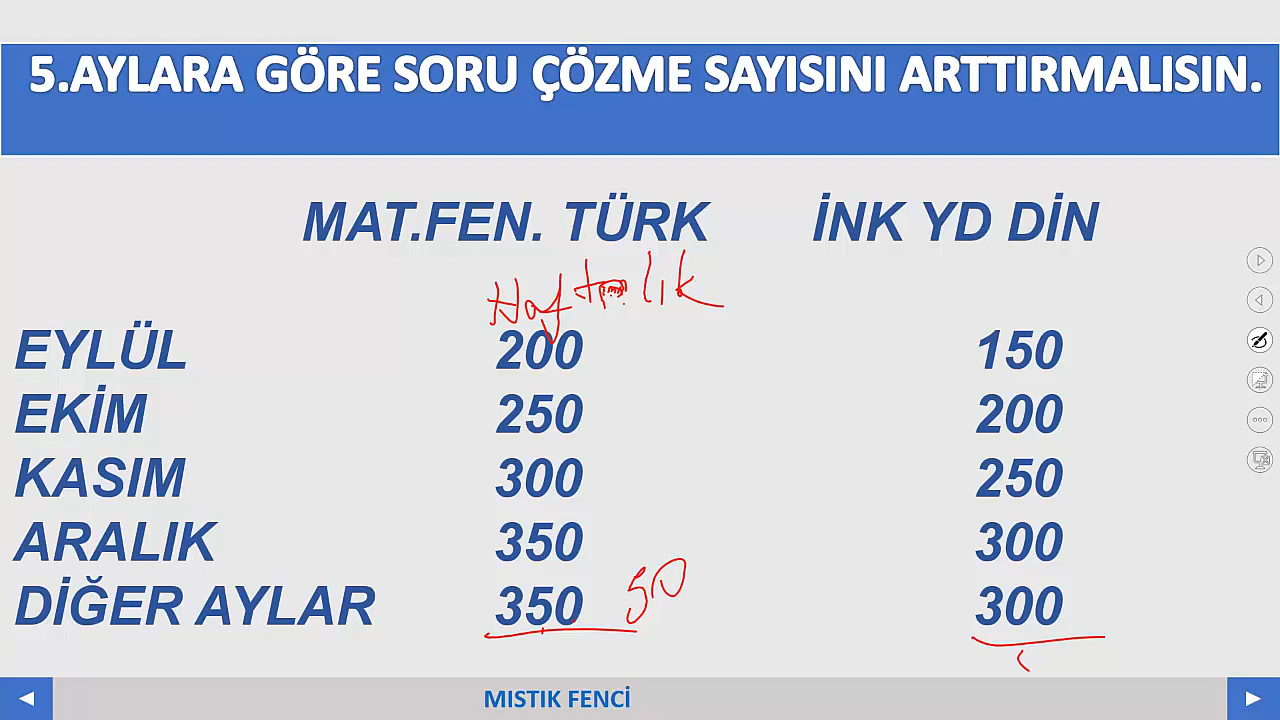 5.AYLARA GÖRE SORU ÇÖZME SAYISINI ARTTIRMALISIN.
MAT.FEN. TÜRK İNK YD DİN
Haftalık
EYLÜL 200 150
EKİM 250 200
KASIM 300 250
ARALIK 350 300
DİĞER AYLAR 350 50 300
MISTIK FENCİ